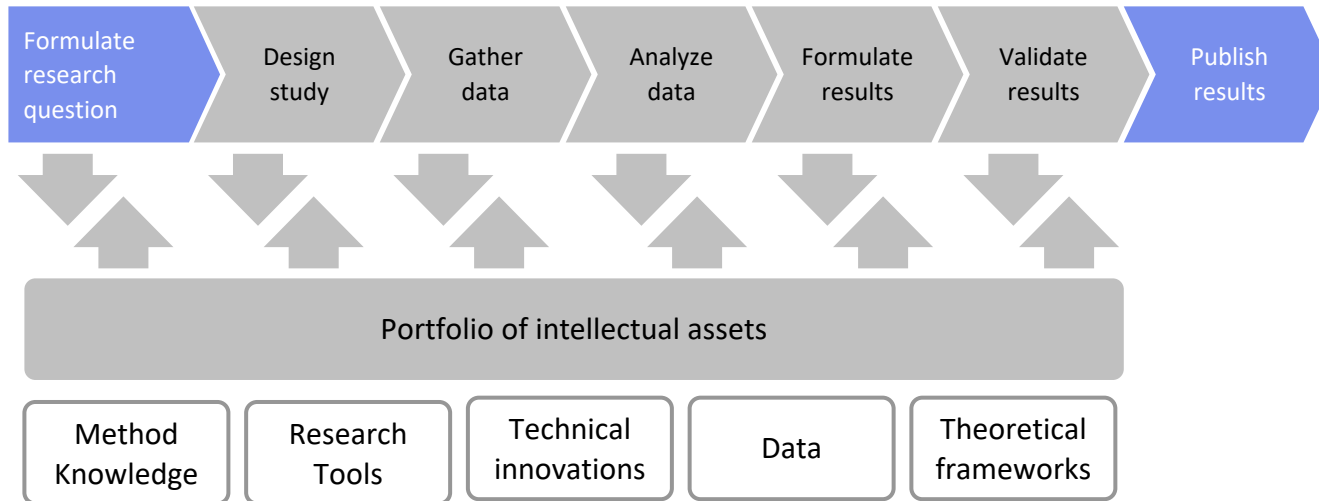 Formulate
research
question
Design
study
Gather
data
Analyze
data
Formulate
results
Validate
results
Publish
results
Portfolio of intellectual assets
Method
Knowledge
Research
Tools
Technical
innovations
Data
Theoretical
frameworks